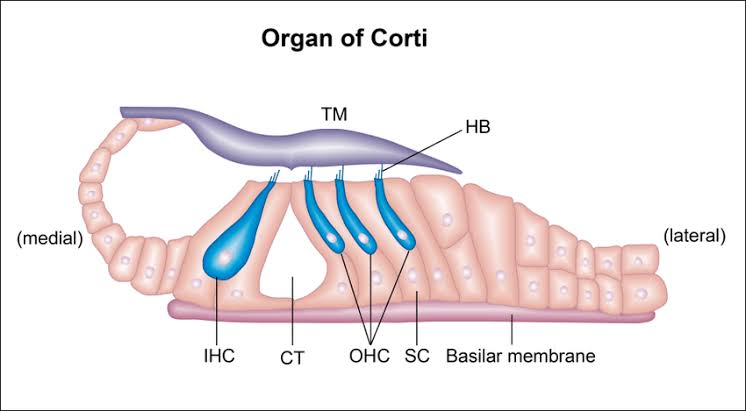 Organ of Corti
TM
HB
(medial)
(lateral)
IHC
CT
OHC
SC
Basilar membrane